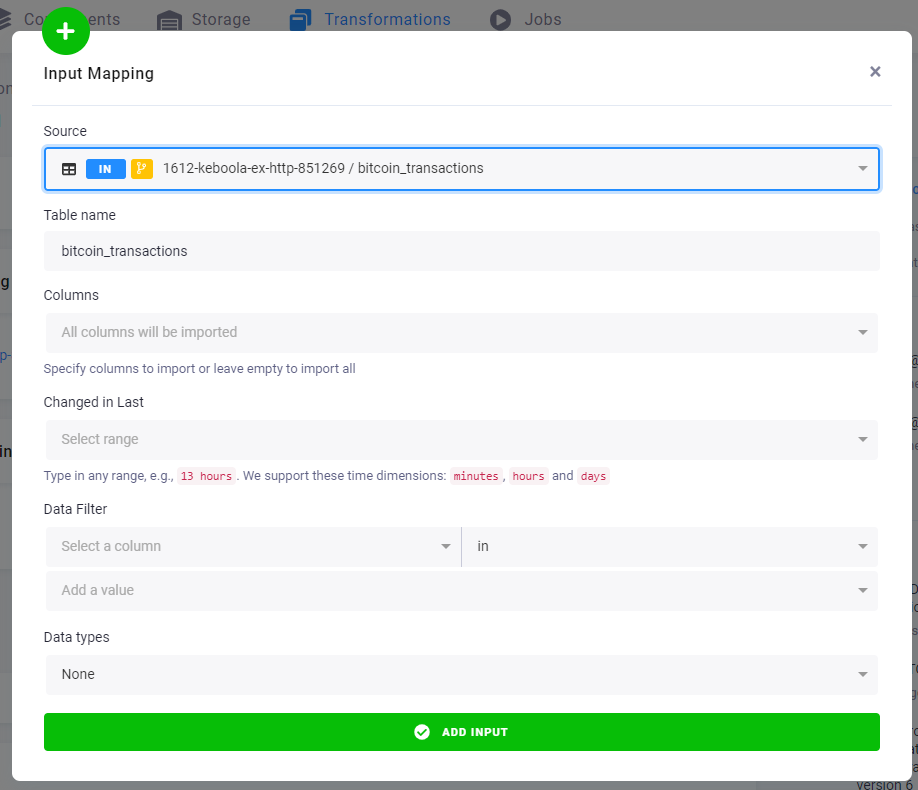 Storage
Transformations
Jobs
Input Mapping
Source
IN 1612-keboola-ex-http-851269 / bitcoin_transactions
Table name
bitcoin_transactions
Columns
All columns will be imported
Specify columns to import or leave empty to import all
Changed in Last
Select range
Type in any range, e.g., 13 hours. We support these time dimensions: minutes, hours and days
Data Filter
Select a column
in
Add a value
Data types
None
ADD INPUT
version 6